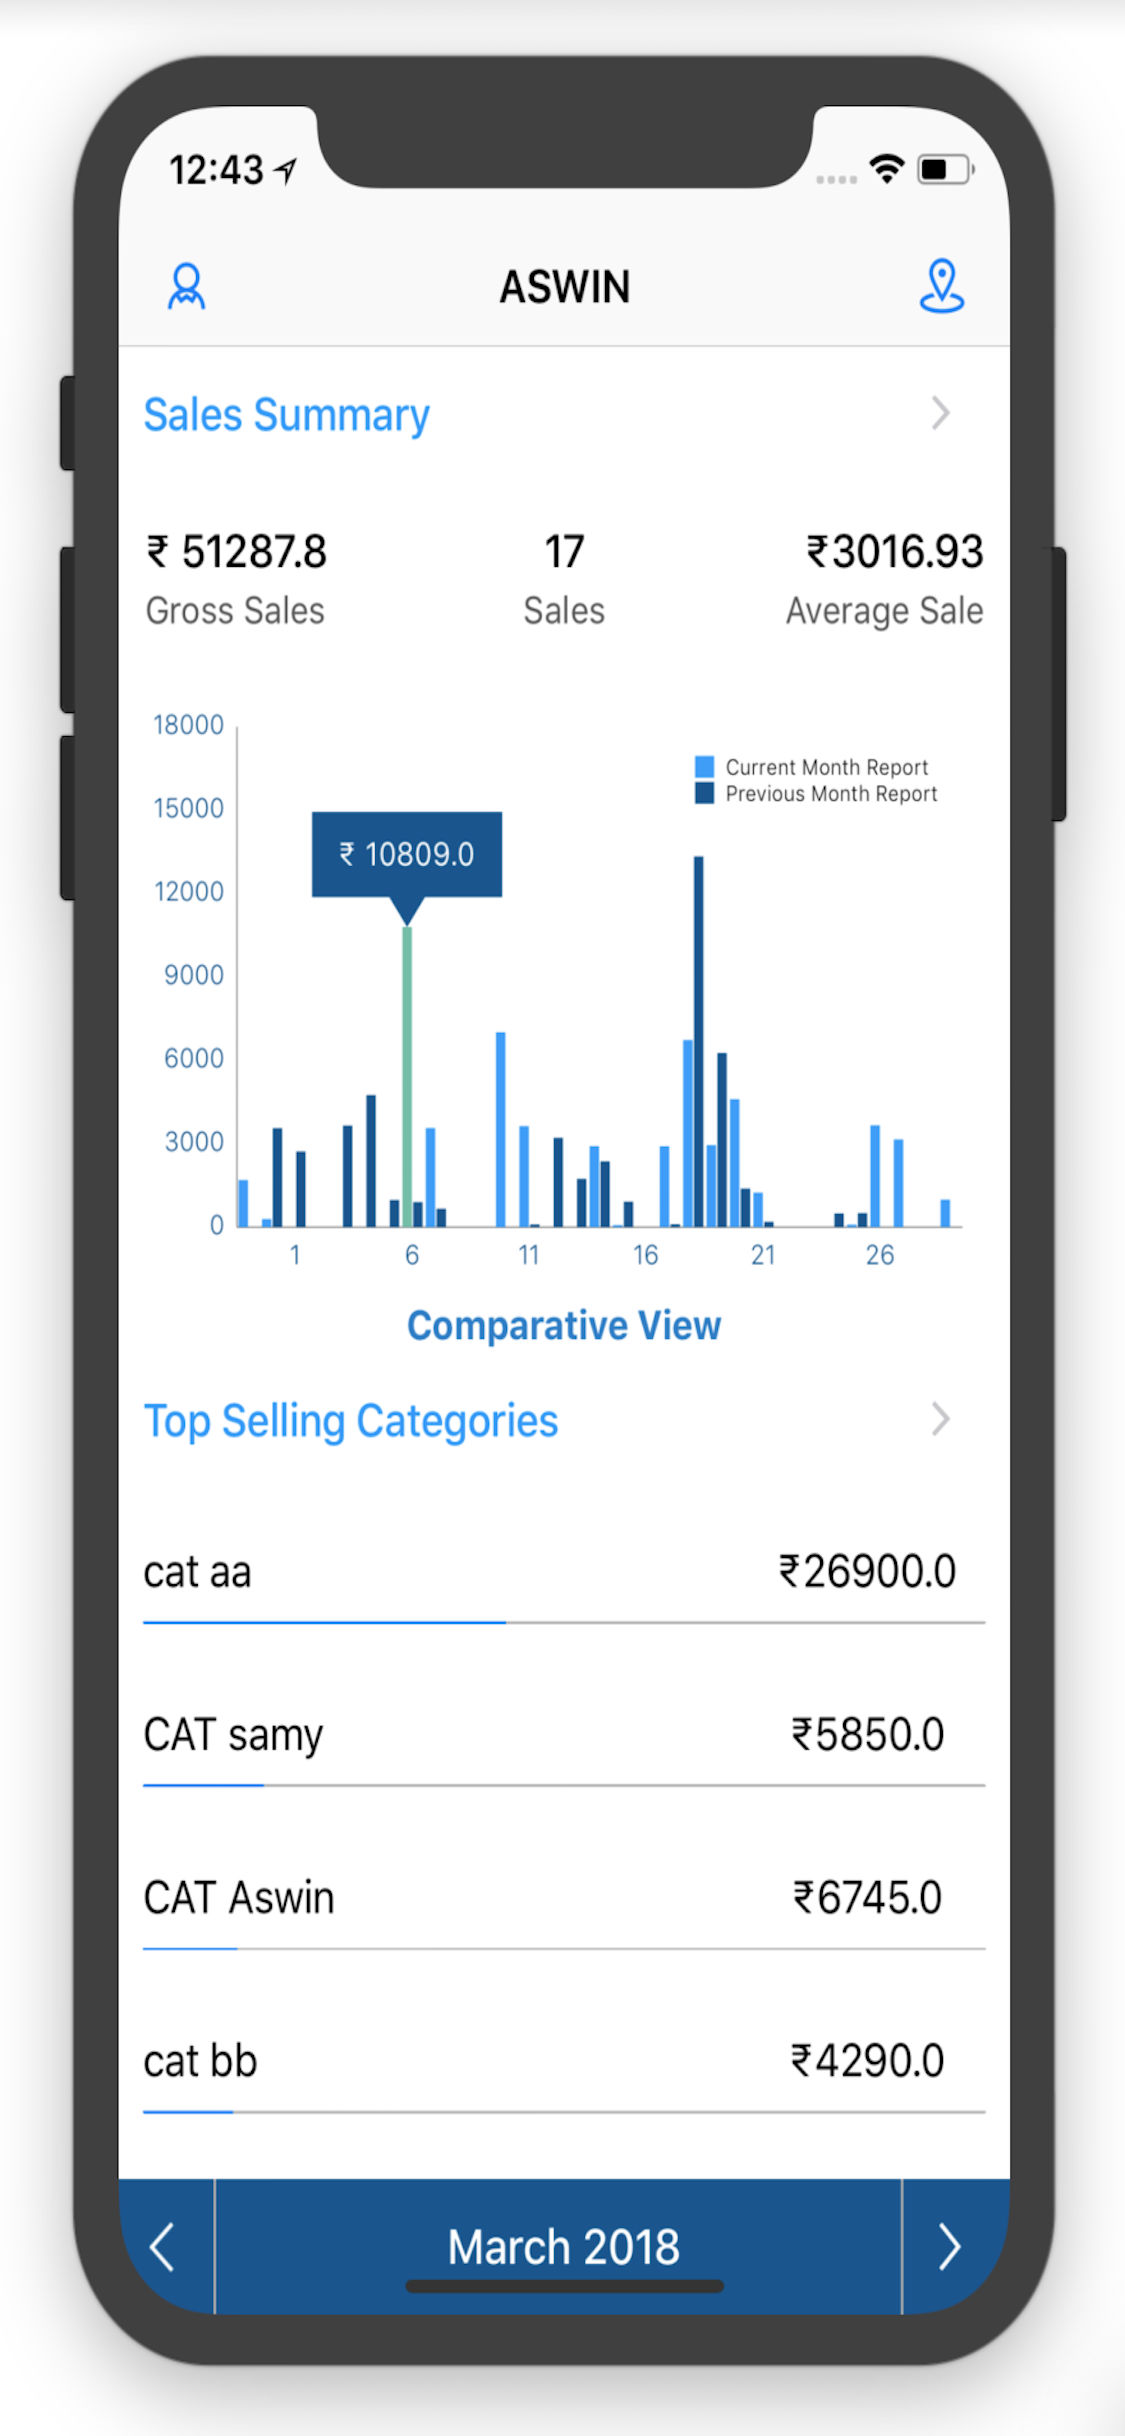 12:43
ASWIN
Sales Summary
₹ 51287.8 17 ₹3016.93
Gross Sales Sales Average Sale
18000
Current Month Report
Previous Month Report
15000
₹ 10809.0
12000
9000
6000
3000
0
1 6 11 16 21 26
Comparative View
Top Selling Categories
cat aa ₹26900.0
CAT samy ₹5850.0
CAT Aswin ₹6745.0
cat bb ₹4290.0
March 2018